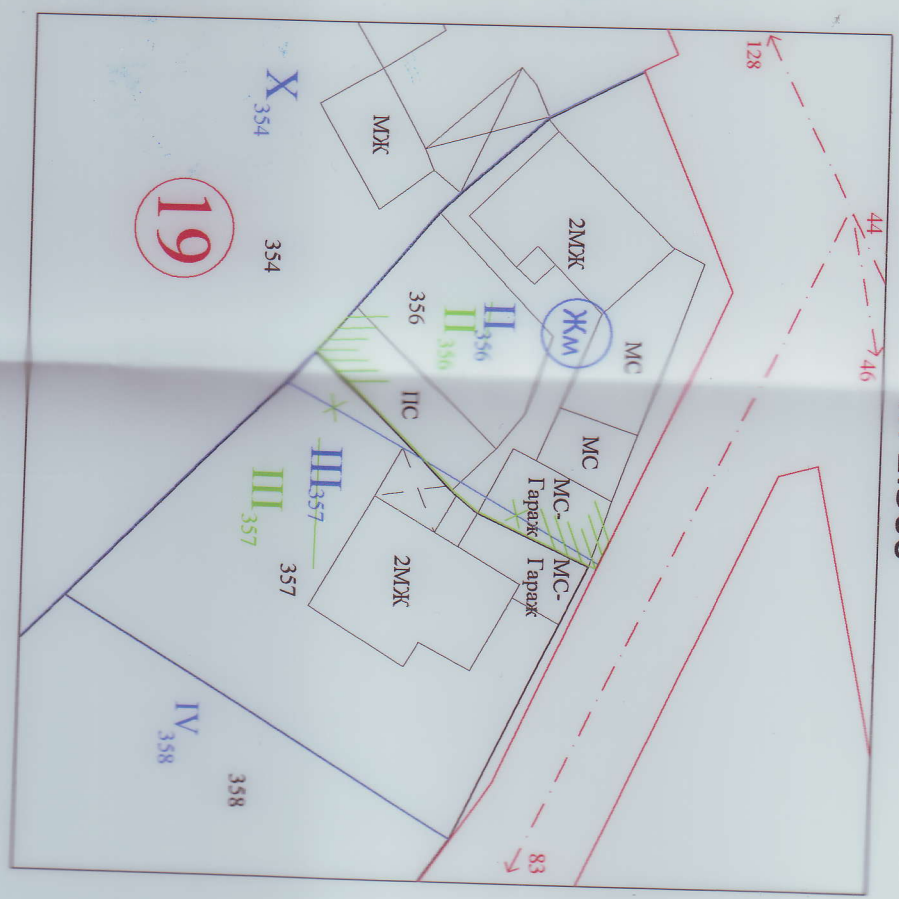 128
44
46
83
X 354
МЖ
19
354
2МЖ
Жм
МС
II 356
II 356
356
ПС
МС
МС-
Гараж
МС-
Гараж
III 357
III 357
357
2МЖ
IV 358
358